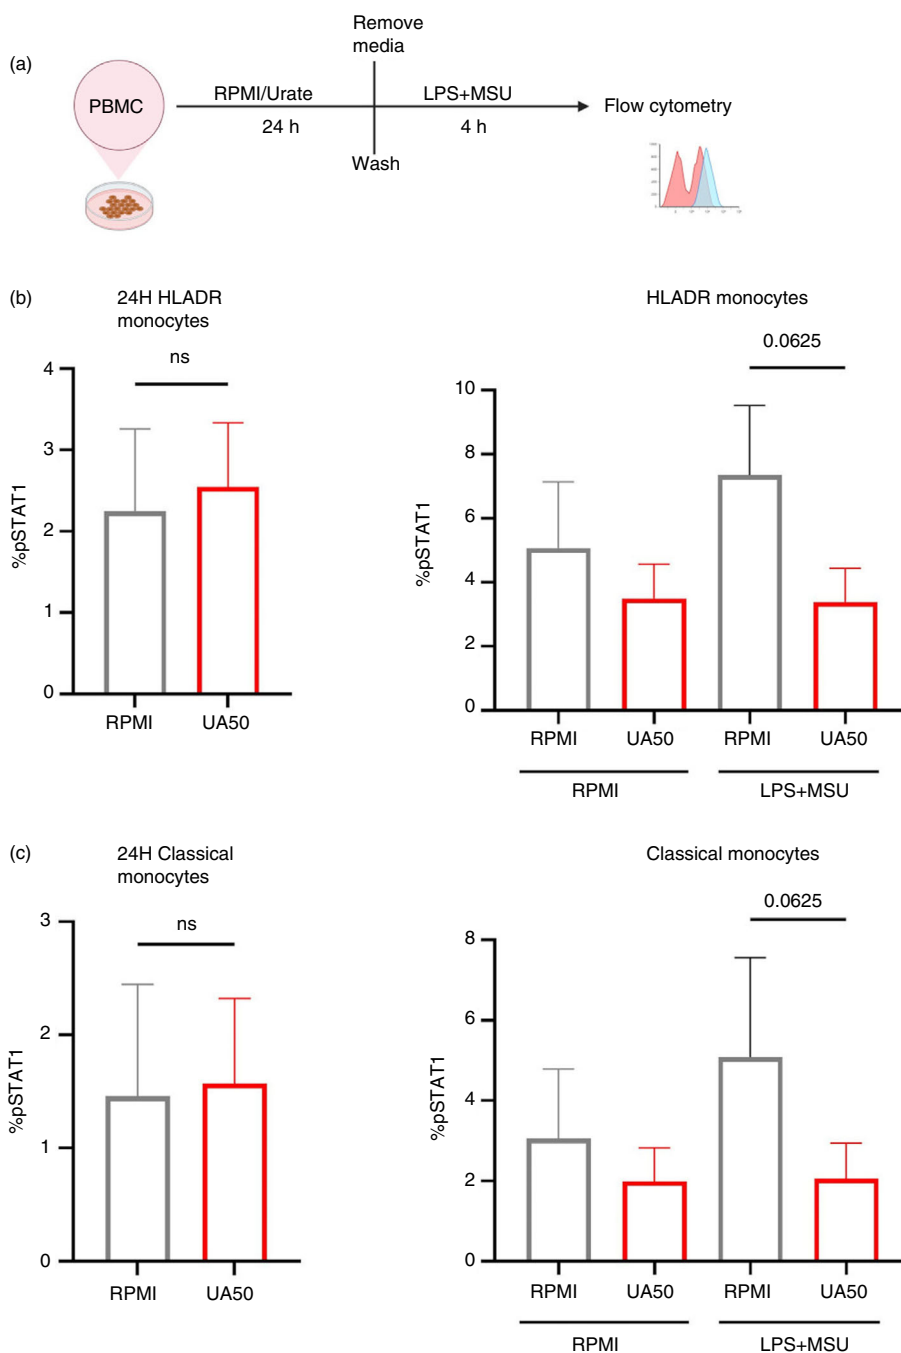 (a)
Remove
media
PBMC
RPMI/Urate
LPS+MSU
24 h
4 h
Flow cytometry
Wash
(b)
24H HLADR
monocytes
ns
%pSTAT1
4
3
2
1
0
RPMI
UA50
HLADR monocytes
0.0625
%pSTAT1
10
8
6
4
2
0
RPMI
UA50
RPMI
UA50
RPMI
LPS+MSU
(c)
24H Classical
monocytes
ns
%pSTAT1
3
2
1
0
RPMI
UA50
Classical monocytes
0.0625
%pSTAT1
8
6
4
2
0
RPMI
UA50
RPMI
UA50
RPMI
LPS+MSU